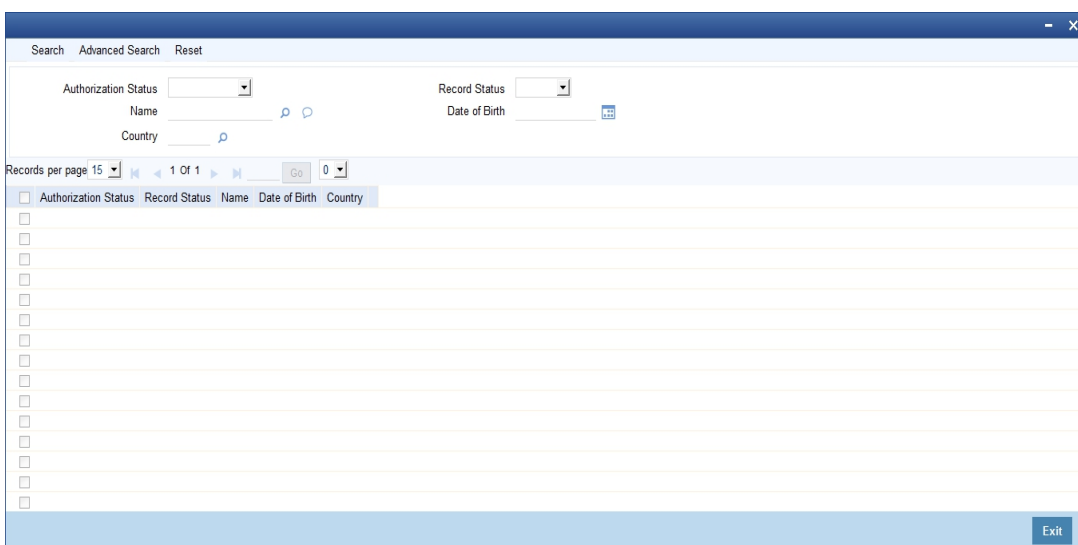 Search Advanced Search Reset
Authorization Status Record Status
Name Date of Birth
Country
Records per page 15 1 Of 1 Go 0
Authorization Status Record Status Name Date of Birth Country
Exit